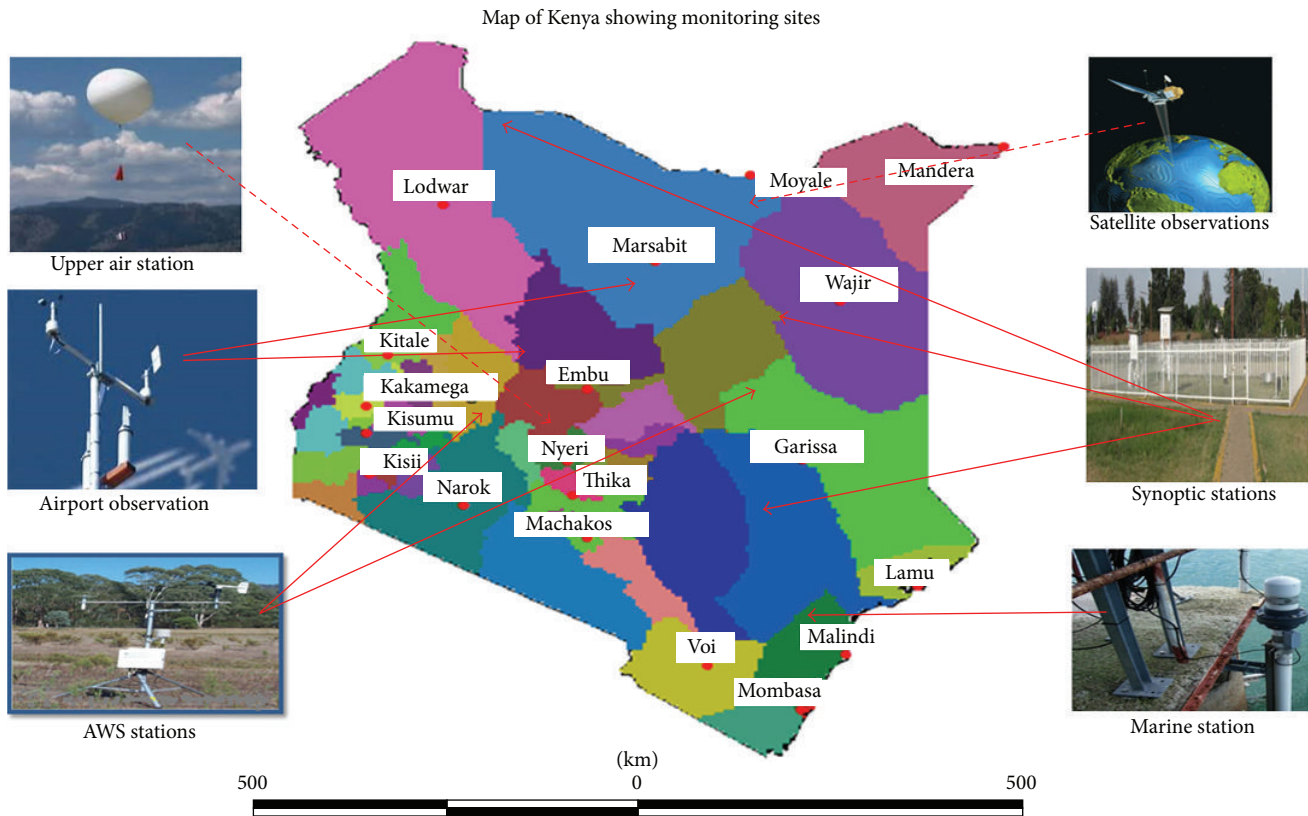 Map of Kenya showing monitoring sites
Upper air station
Airport observation
AWS stations
Lodwar
Moyale
Mandera
Marsabit
Wajir
Kitale
Embu
Kakamega
Kisumu
Nyeri
Garissa
Kisii
Narok
Thika
Machakos
Lamu
Voi
Malindi
Mombasa
Satellite observations
Synoptic stations
Marine station
(km)
500 0 500